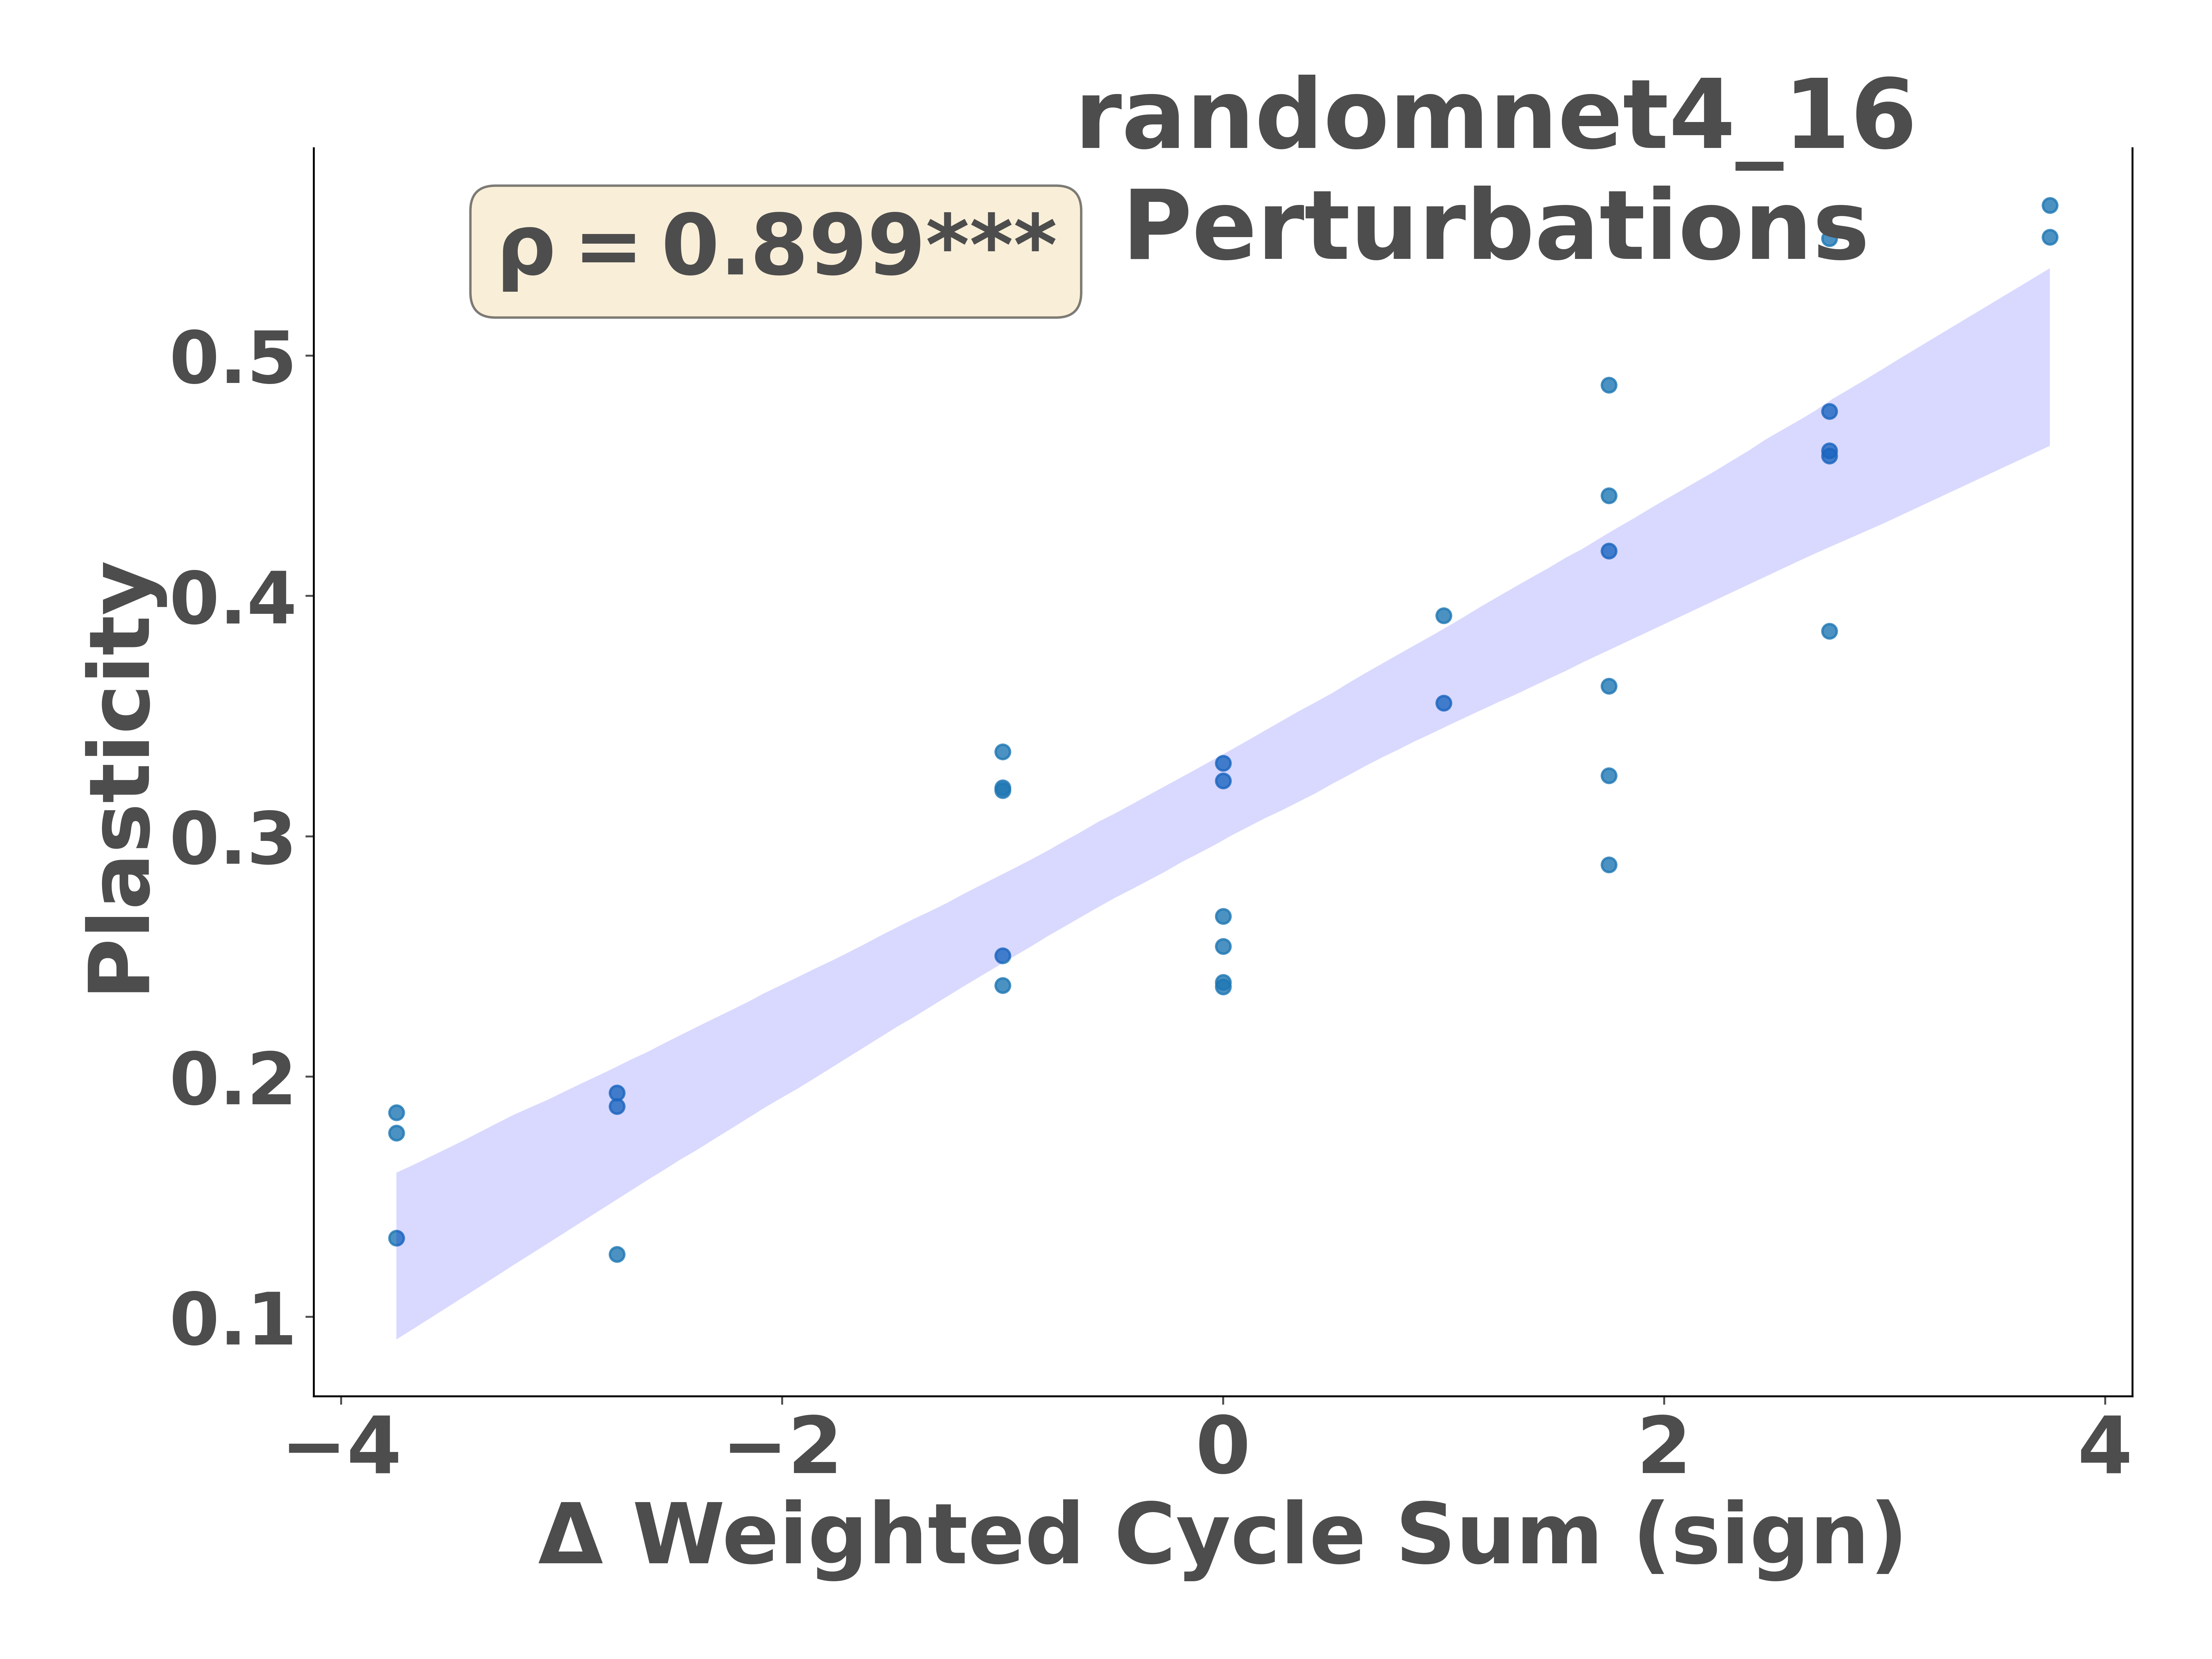 randomnet4_16
Perturbations
ρ = 0.899***
Plasticity
0.5
0.4
0.3
0.2
0.1
−4 −2 0 2 4
Δ Weighted Cycle Sum (sign)